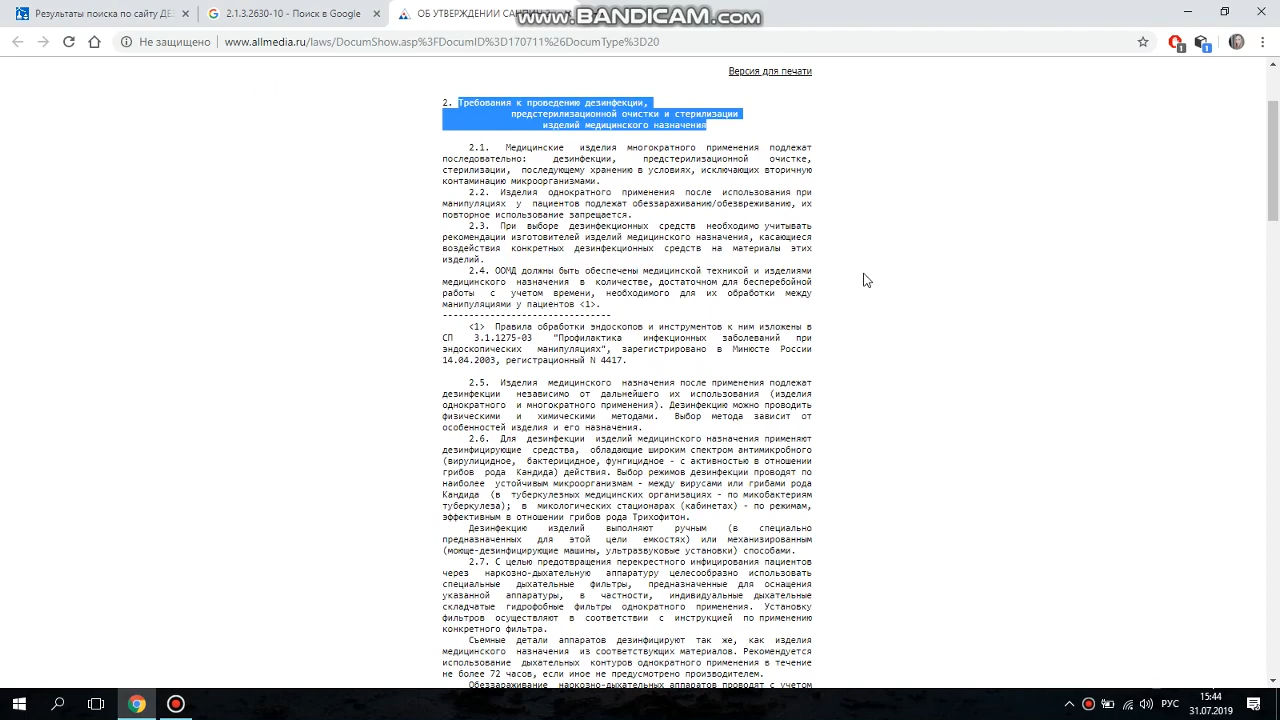 Результаты поиска по сайту ДЕЗ
2.1.3.2630-10 - Поиск в Google
ОБ УТВЕРЖДЕНИИ САНПИН 2
www.BANDICAM.com
Не защищено
www.allmedia.ru/laws/DocumShow.asp%3FDocumID%3D170711%26DocumType%3D20
1
1
Версия для печати
2. Требования к проведению дезинфекции,
предстерилизационной очистки и стерилизации
изделий медицинского назначения
2.1. Медицинские изделия многократного применения подлежат
последовательно: дезинфекции, предстерилизационной очистке,
стерилизации, последующему хранению в условиях, исключающих вторичную
контаминацию микроорганизмами.
2.2. Изделия однократного применения после использования при
манипуляциях у пациентов подлежат обеззараживанию/обезвреживанию, их
повторное использование запрещается.
2.3. При выборе дезинфекционных средств необходимо учитывать
рекомендации изготовителей изделий медицинского назначения, касающиеся
воздействия конкретных дезинфекционных средств на материалы этих
изделий.
2.4. ООМД должны быть обеспечены медицинской техникой и изделиями
медицинского назначения в количестве, достаточном для бесперебойной
работы с учетом времени, необходимого для их обработки между
манипуляциями у пациентов <1>.
--------------------------------
<1> Правила обработки эндоскопов и инструментов к ним изложены в
СП 3.1.1275-03 "Профилактика инфекционных заболеваний при
эндоскопических манипуляциях", зарегистрировано в Минюсте России
14.04.2003, регистрационный N 4417.
2.5. Изделия медицинского назначения после применения подлежат
дезинфекции независимо от дальнейшего их использования (изделия
однократного и многократного применения). Дезинфекцию можно проводить
физическими и химическими методами. Выбор метода зависит от
особенностей изделия и его назначения.
2.6. Для дезинфекции изделий медицинского назначения применяют
дезинфицирующие средства, обладающие широким спектром антимикробного
(вирулицидное, бактерицидное, фунгицидное - с активностью в отношении
грибов рода Кандида) действия. Выбор режимов дезинфекции проводят по
наиболее устойчивым микроорганизмам - между вирусами или грибами рода
Кандида (в туберкулезных медицинских организациях - по микобактериям
туберкулеза); в микологических стационарах (кабинетах) - по режимам,
эффективным в отношении грибов рода Трихофитон.
Дезинфекцию изделий выполняют ручным (в специально
предназначенных для этой цели емкостях) или механизированным
(моюще-дезинфицирующие машины, ультразвуковые установки) способами.
2.7. С целью предотвращения перекрестного инфицирования пациентов
через наркозно-дыхательную аппаратуру целесообразно использовать
специальные дыхательные фильтры, предназначенные для оснащения
указанной аппаратуры, в частности, индивидуальные дыхательные
складчатые гидрофобные фильтры однократного применения. Установку
фильтров осуществляют в соответствии с инструкцией по применению
конкретного фильтра.
Съемные детали аппаратов дезинфицируют так же, как изделия
медицинского назначения из соответствующих материалов. Рекомендуется
использование дыхательных контуров однократного применения в течение
не более 72 часов, если иное не предусмотрено производителем.
Обеззараживание наркозно-дыхательных аппаратов проводят с учетом
РУС
15:44
31.07.2019